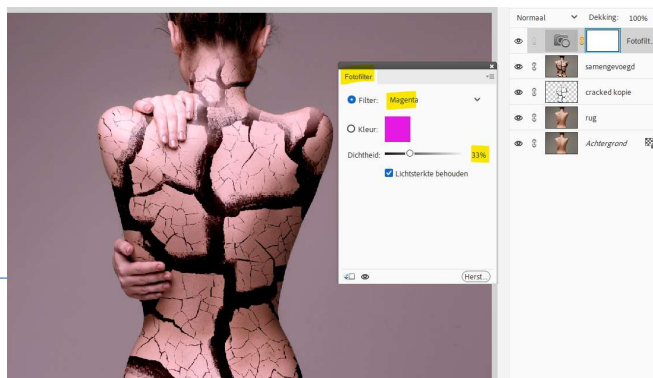 Normaal Dekking: 100%
Fotofilt..
samengevoegd
cracked kopie
rug
Achtergrond
Fotofilter
Filter: Magenta
Kleur:
Dichtheid: 33%
Lichtsterkte behouden
Herst...